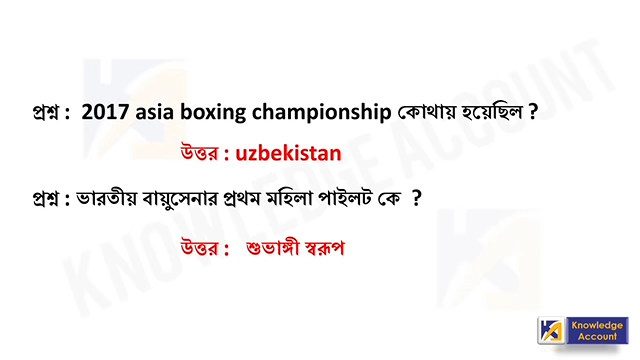 প্রশ্ন : 2017 asia boxing championship কোথায় হয়েছিল ?
উত্তর : uzbekistan
প্রশ্ন : ভারতীয় বায়ুসেনার প্রথম মহিলা পাইলট কে ?
উত্তর : শুভাঙ্গী স্বরূপ
KNOWLEDGE ACCOUNT
Knowledge
Account